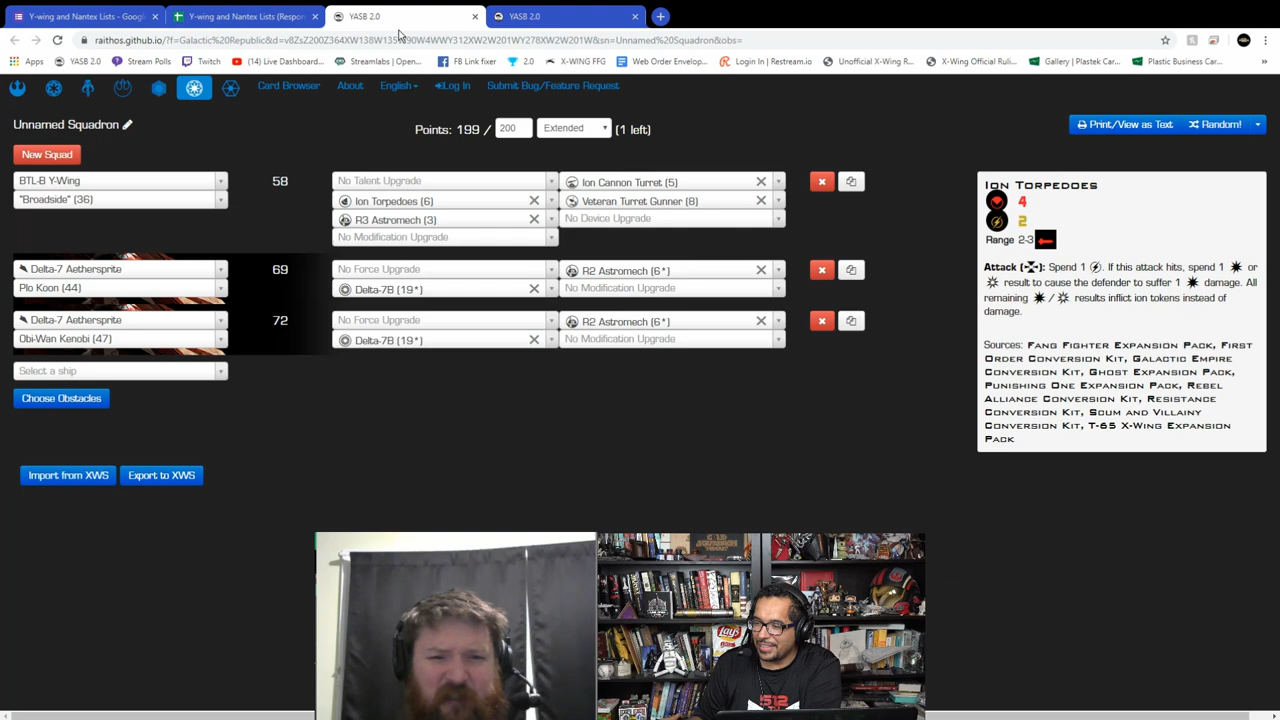 Y-wing and Nantex Lists - Goog
Y-wing and Nantex Lists (Respon
YASB 2.0
YASB 2.0
Apps
YASB 2.0
Stream Polls
Twitch
(14) Live Dashboard...
Streamlabs | Open...
FB Link fixer
2.0
X-WING FFG
Web Order Envelop...
Login In | Restream.io
Unofficial X-Wing R...
X-Wing Official Ruli...
Gallery | Plastek Car...
Plastic Business Car...
Card Browser
About
English
Log In
Submit Bug/Feature Request
Unnamed Squadron
Points: 199 / 200
Extended
(1 left)
Print/View as Text
Random!
New Squad
BTL-B Y-Wing
58
No Talent Upgrade
Ion Cannon Turret (5)
"Broadside" (36)
Ion Torpedoes (6)
Veteran Turret Gunner (8)
R3 Astromech (3)
No Device Upgrade
No Modification Upgrade
Delta-7 Aethersprite
69
No Force Upgrade
R2 Astromech (6*)
Plo Koon (44)
Delta-7B (19*)
No Modification Upgrade
Delta-7 Aethersprite
72
No Force Upgrade
R2 Astromech (6*)
Obi-Wan Kenobi (47)
Delta-7B (19*)
No Modification Upgrade
Select a ship
Choose Obstacles
Import from XWS
Export to XWS
Ion Torpedoes
4
2
Range 2-3
Attack ( ): Spend 1 . If this attack hits, spend 1 or
result to cause the defender to suffer 1 damage. All
remaining / results inflict ion tokens instead of
damage.
Sources: Fang Fighter Expansion Pack, First
Order Conversion Kit, Galactic Empire
Conversion Kit, Ghost Expansion Pack,
Punishing One Expansion Pack, Rebel
Alliance Conversion Kit, Resistance
Conversion Kit, Scum and Villainy
Conversion Kit, T-65 X-Wing Expansion
Pack
Lay's
512